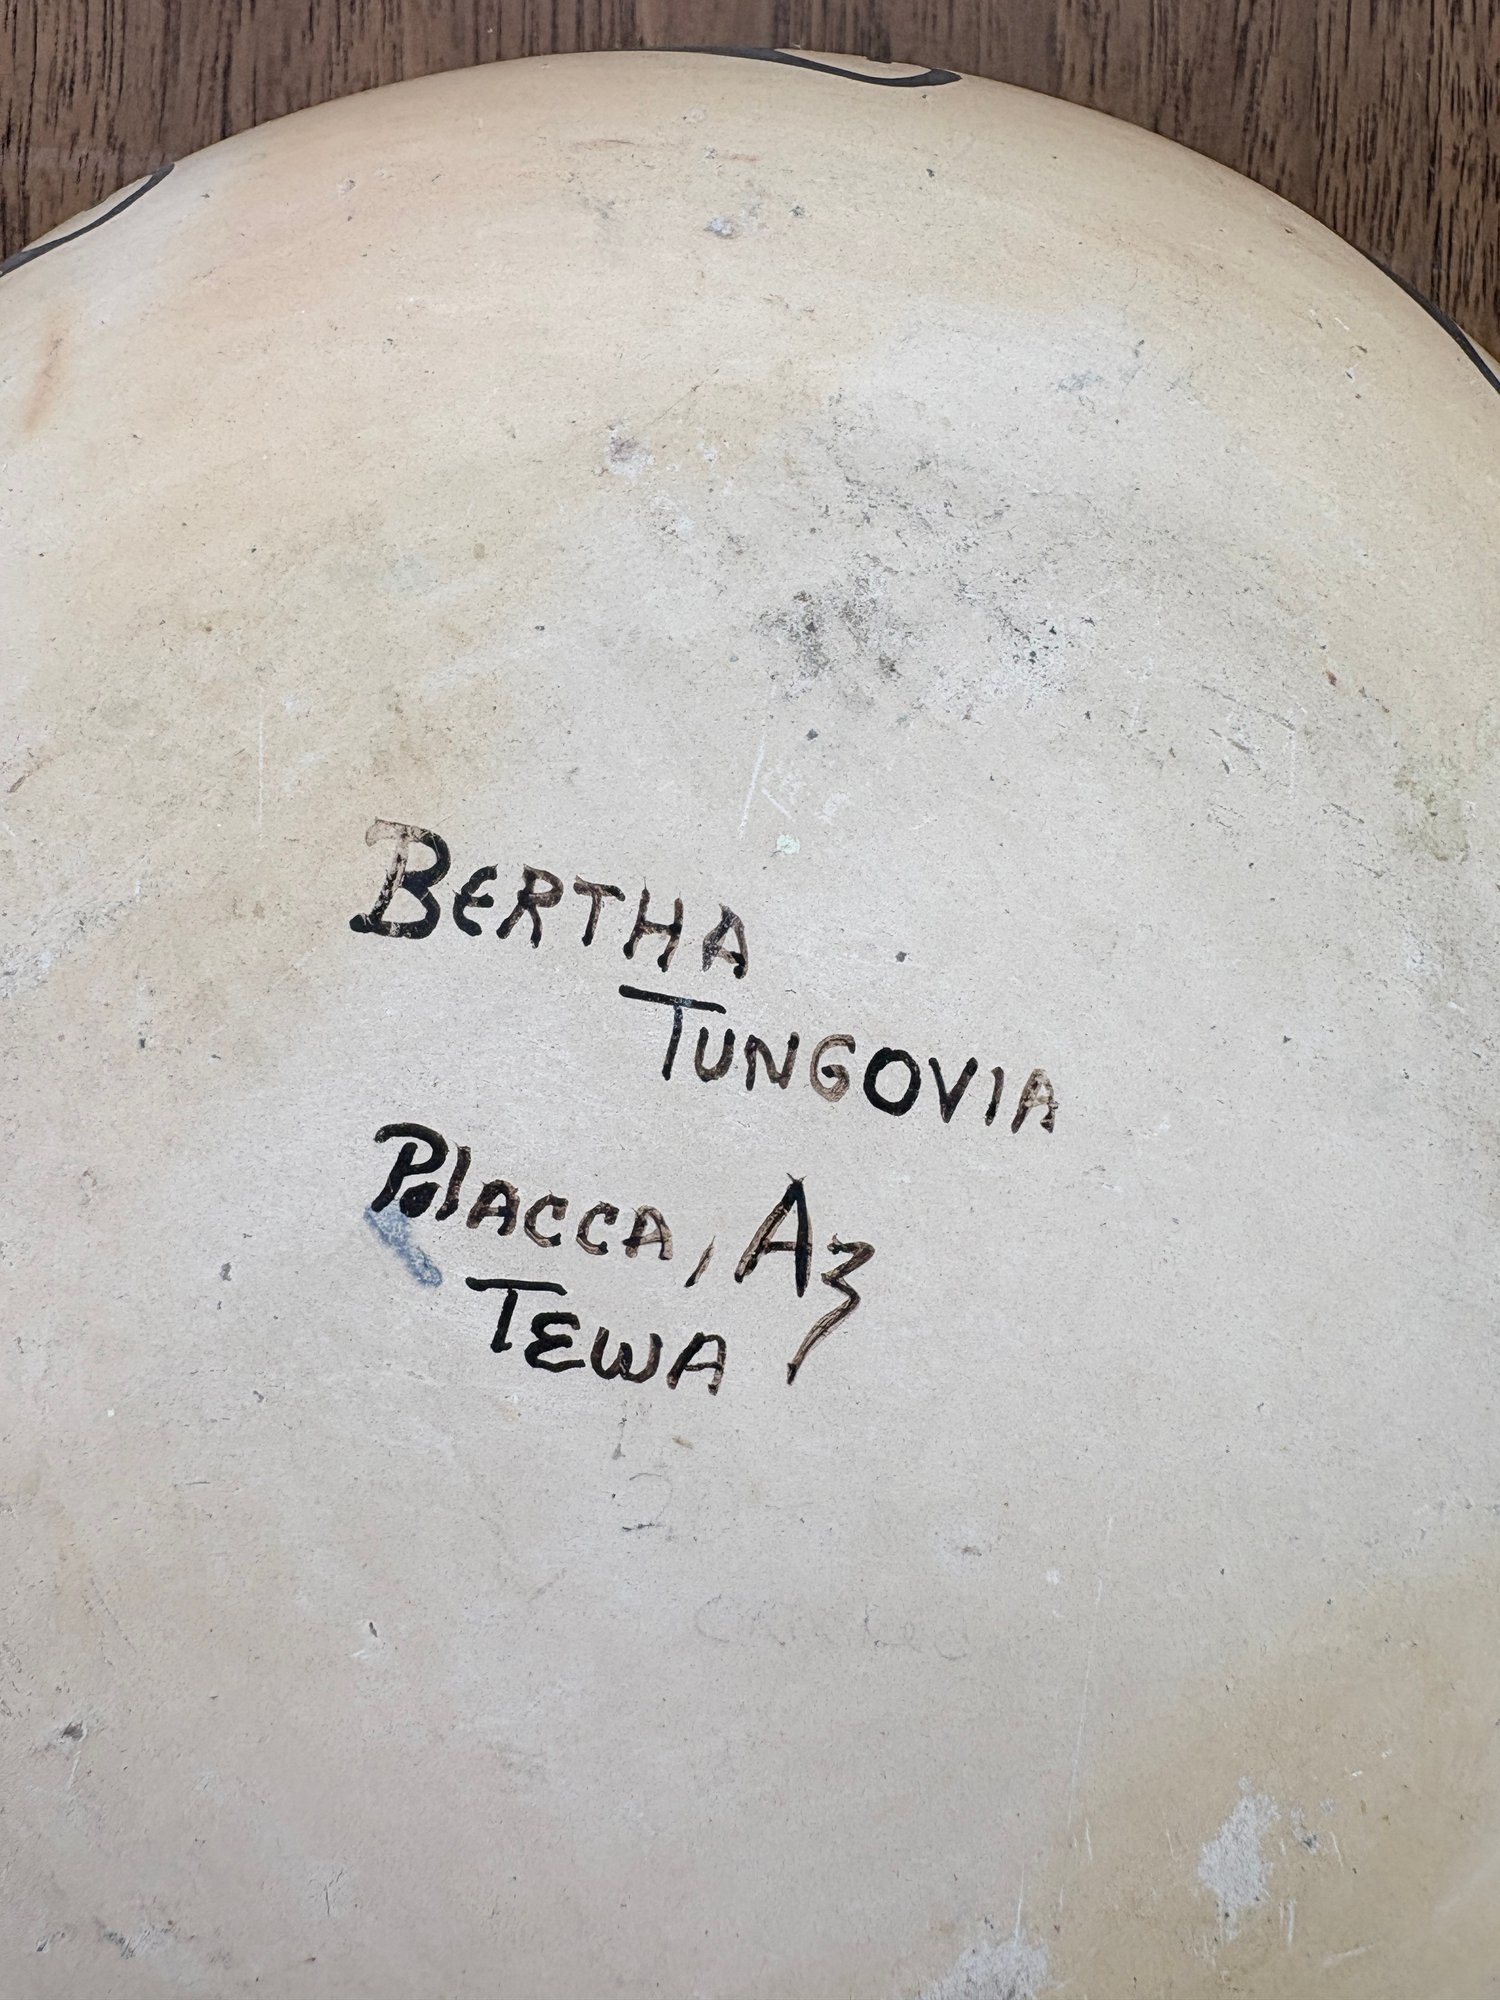 BERTHA
TUNGOVIA
POlACCA, Az
TEWA